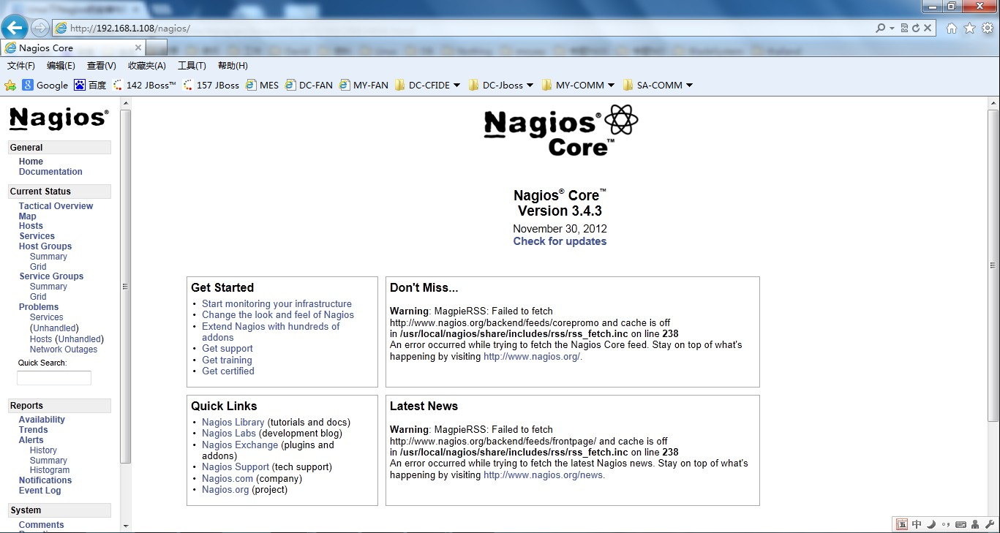 http://192.168.1.108/nagios/
Nagios Core
文件(F) 编辑(E) 查看(V) 收藏夹(A) 工具(T) 帮助(H)
Google 百度 142 JBoss™ 157 JBoss MES DC-FAN MY-FAN DC-CFIDE DC-Jboss MY-COMM SA-COMM
Nagios®
General
Home
Documentation
Current Status
Tactical Overview
Map
Hosts
Services
Host Groups
Summary
Grid
Service Groups
Summary
Grid
Problems
Services
(Unhandled)
Hosts (Unhandled)
Network Outages
Quick Search:
Reports
Availability
Trends
Alerts
History
Summary
Histogram
Notifications
Event Log
System
Comments
Nagios®
Core™
Nagios® Core™
Version 3.4.3
November 30, 2012
Check for updates
Get Started
• Start monitoring your infrastructure
• Change the look and feel of Nagios
• Extend Nagios with hundreds of
addons
• Get support
• Get training
• Get certified
Don't Miss...
Warning: MagpieRSS: Failed to fetch
http://www.nagios.org/backend/feeds/corepromo and cache is off
in /usr/local/nagios/share/includes/rss/rss_fetch.inc on line 238
An error occurred while trying to fetch the Nagios Core feed. Stay on top of what's
happening by visiting http://www.nagios.org/.
Quick Links
• Nagios Library (tutorials and docs)
• Nagios Labs (development blog)
• Nagios Exchange (plugins and
addons)
• Nagios Support (tech support)
• Nagios.com (company)
• Nagios.org (project)
Latest News
Warning: MagpieRSS: Failed to fetch
http://www.nagios.org/backend/feeds/frontpage/ and cache is off
in /usr/local/nagios/share/includes/rss/rss_fetch.inc on line 238
An error occurred while trying to fetch the latest Nagios news. Stay on top of what's
happening by visiting http://www.nagios.org/news.
五 中